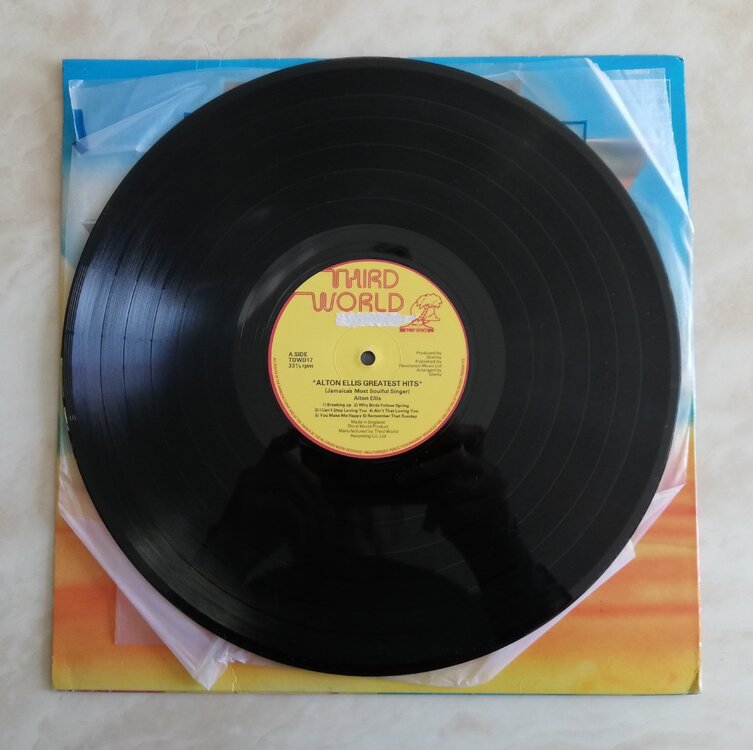 THIRD
WORLD
A SIDE
TDWD17
33⅓ rpm
Produced by
Shelley
Published by
Revolution Music Ltd
Arranged by
Shelly
"ALTON ELLIS GREATEST HITS"
(Jamaica's Most Soulful Singer)
Alton Ellis
1) Breaking up 2) Why Birds Follow Spring
3) I Can't Stop Loving You 4) Ain't That Loving You
5) You Make Me Happy 6) Remember That Sunday
Made in England
Third World Product
Manufactured by Third World
Recording Co. Ltd